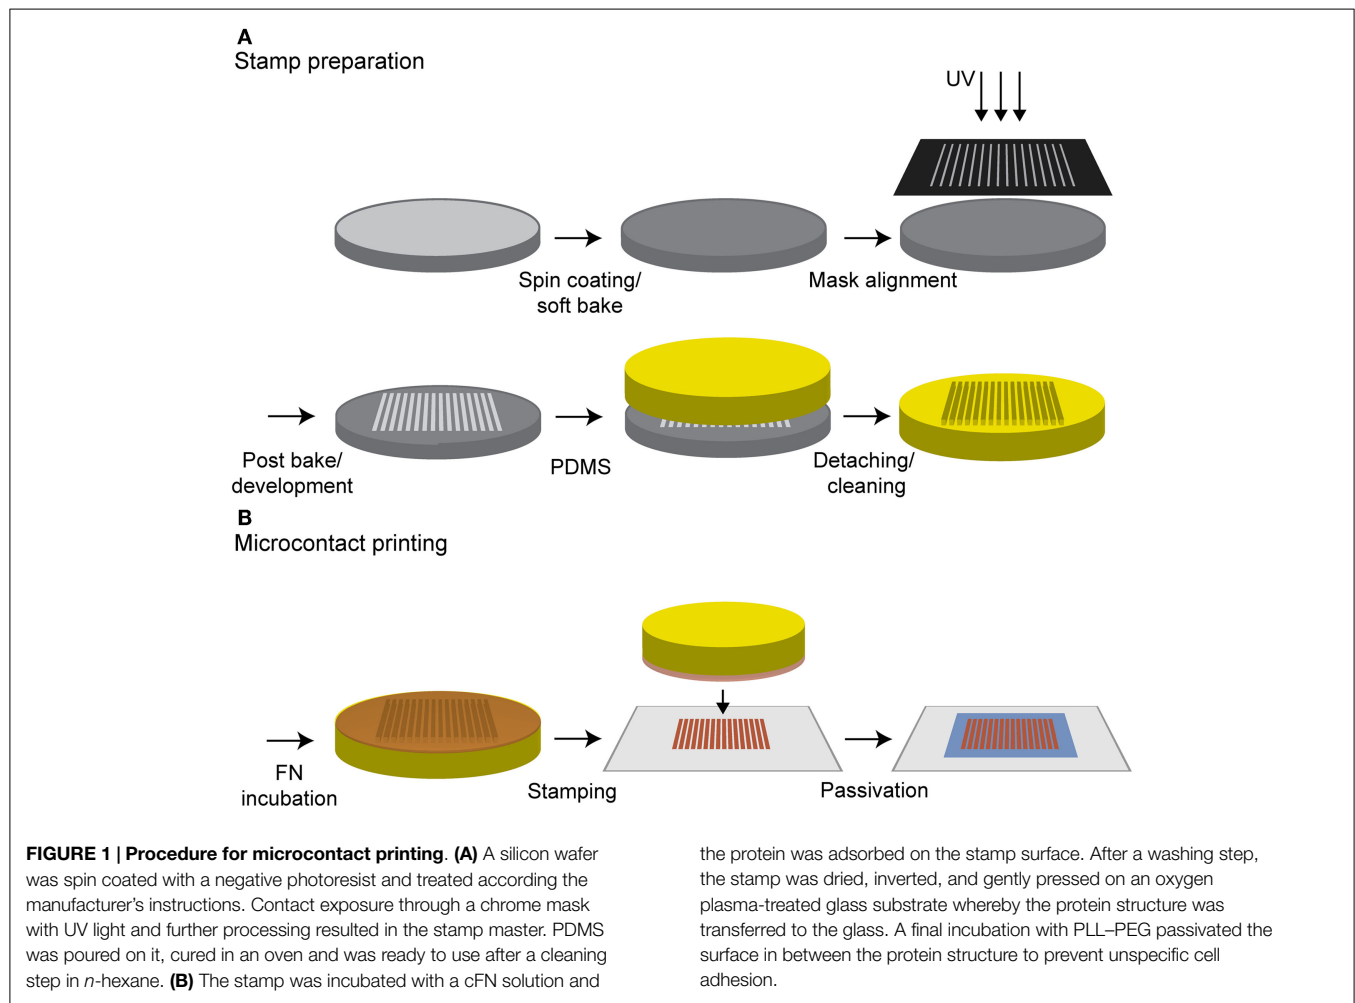 A
Stamp preparation
UV
Spin coating/
soft bake
Mask alignment
Post bake/
development
PDMS
Detaching/
cleaning
B
Microcontact printing
FN
incubation
Stamping
Passivation
FIGURE 1 | Procedure for microcontact printing. (A) A silicon wafer
was spin coated with a negative photoresist and treated according the
manufacturer's instructions. Contact exposure through a chrome mask
with UV light and further processing resulted in the stamp master. PDMS
was poured on it, cured in an oven and was ready to use after a cleaning
step in n-hexane. (B) The stamp was incubated with a cFN solution and
the protein was adsorbed on the stamp surface. After a washing step,
the stamp was dried, inverted, and gently pressed on an oxygen
plasma-treated glass substrate whereby the protein structure was
transferred to the glass. A final incubation with PLL–PEG passivated the
surface in between the protein structure to prevent unspecific cell
adhesion.